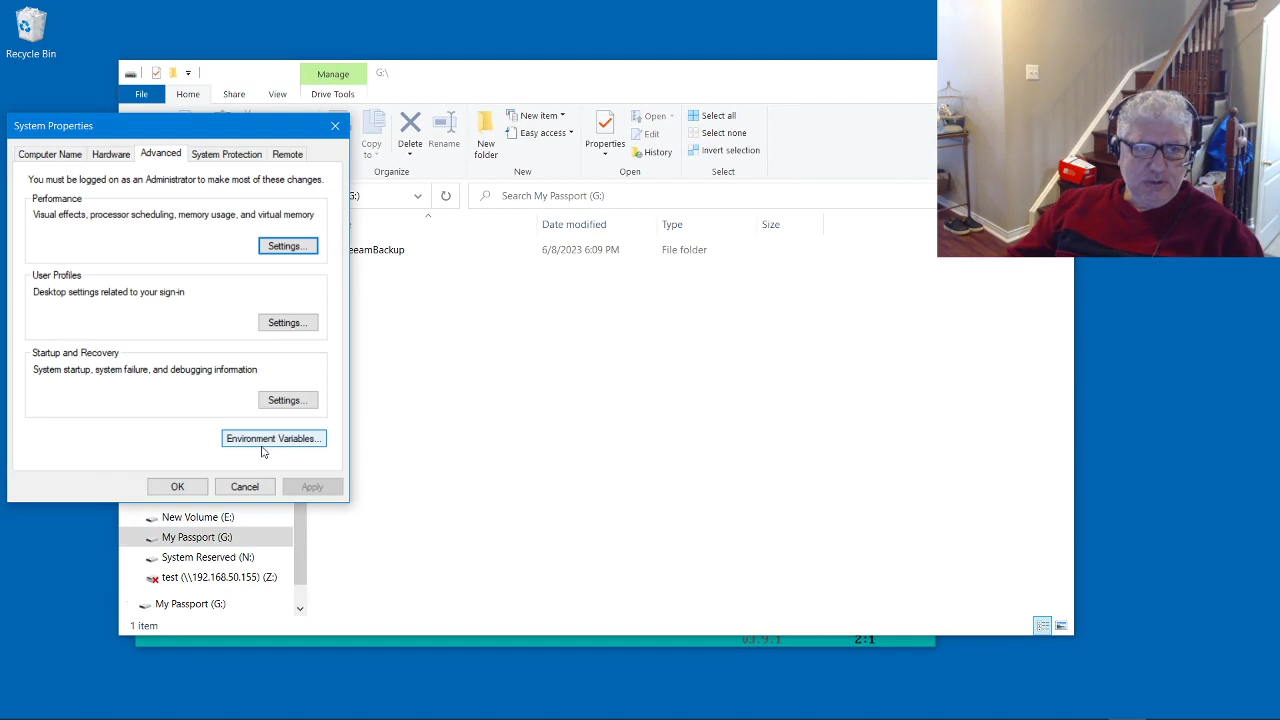 Recycle Bin
Manage
G:\
File
Home
Share
View
Drive Tools
System Properties
Computer Name
Hardware
Advanced
System Protection
Remote
You must be logged on as an Administrator to make most of these changes.
Performance
Visual effects, processor scheduling, memory usage, and virtual memory
Settings...
User Profiles
Desktop settings related to your sign-in
Settings...
Startup and Recovery
System startup, system failure, and debugging information
Settings...
Environment Variables...
OK
Cancel
Apply
Copy
to
Delete
Rename
Organize
New
folder
New item
Easy access
New
Properties
Open
Edit
History
Open
Select all
Select none
Invert selection
Select
G:)
Search My Passport (G:)
Date modified
Type
Size
eeamBackup
6/8/2023 6:09 PM
File folder
New Volume (E:)
My Passport (G:)
System Reserved (N:)
test (\\192.168.50.155) (Z:)
My Passport (G:)
1 item
2:1